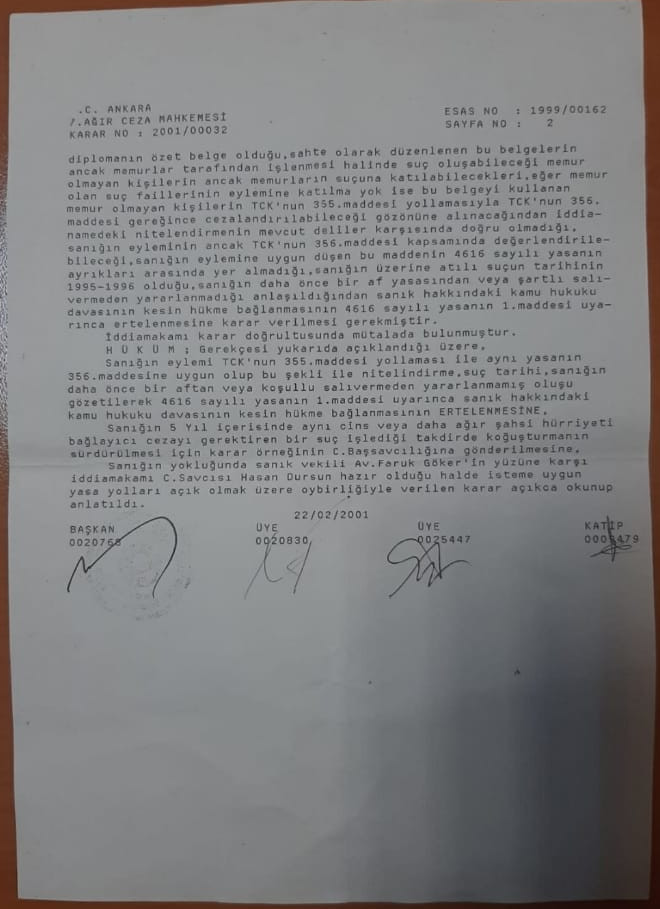 .C. ANKARA
7.AĞIR CEZA MAHKEMESİ
KARAR NO : 2001/00032
ESAS NO : 1999/00162
SAYFA NO : 2
diplomanın özet belge olduğu,sahte olarak düzenlenen bu belgelerin
ancak memurlar tarafından işlenmesi halinde suç oluşabileceği memur
olmayan kişilerin ancak memurların suçuna katılabilecekleri,eğer memur
olan suç faillerinin eylemine katılma yok ise bu belgeyi kullanan
memur olmayan kişilerin TCK'nun 355.maddesi yollamasıyla TCK'nun 356.
maddesi gereğince cezalandırılabileceği gözönüne alınacağından iddia-
namedeki nitelendirmenin mevcut deliller karşısında doğru olmadığı,
sanığın eyleminin ancak TCK'nun 356.maddesi kapsamında değerlendirile-
bileceği,sanığın eylemine uygun düşen bu maddenin 4616 sayılı yasanın
ayrıkları arasında yer almadığı,sanığın üzerine atılı suçun tarihinin
1995-1996 olduğu,sanığın daha önce bir af yasasından veya şartlı salı-
vermeden yararlanmadığı anlaşıldığından sanık hakkındaki kamu hukuku
davasının kesin hükme bağlanmasının 4616 sayılı yasanın 1.maddesi uya-
rınca ertelenmesine karar verilmesi gerekmiştir.
İddiamakamı karar doğrultusunda mütalada bulunmuştur.
H Ü K Ü M ; Gerekçesi yukarıda açıklandığı üzere,
Sanığın eylemi TCK'nun 355.maddesi yollaması ile aynı yasanın
356.maddesine uygun olup bu şekli ile nitelindirme,suç tarihi,sanığın
daha önce bir aftan veya koşullu salıvermeden yararlanmamış oluşu
gözetilerek 4616 sayılı yasanın 1.maddesi uyarınca sanık hakkındaki
kamu hukuku davasının kesin hükme bağlanmasının ERTELENMESİNE,
Sanığın 5 Yıl içerisinde aynı cins veya daha ağır şahsi hürriyeti
bağlayıcı cezayı gerektiren bir suç işlediği takdirde koğuşturmanın
sürdürülmesi için karar örneğinin C.Başsavcılığına gönderilmesine,
Sanığın yokluğunda sanık vekili Av.Faruk Göker'in yüzüne karşı
iddiamakamı C.Savcısı Hasan Dursun hazır olduğu halde isteme uygun
yasa yolları açık olmak üzere oybirliğiyle verilen karar açıkca okunup
anlatıldı.
22/02/2001
BAŞKAN ÜYE ÜYE KATİP
0020768 0020830 0025447